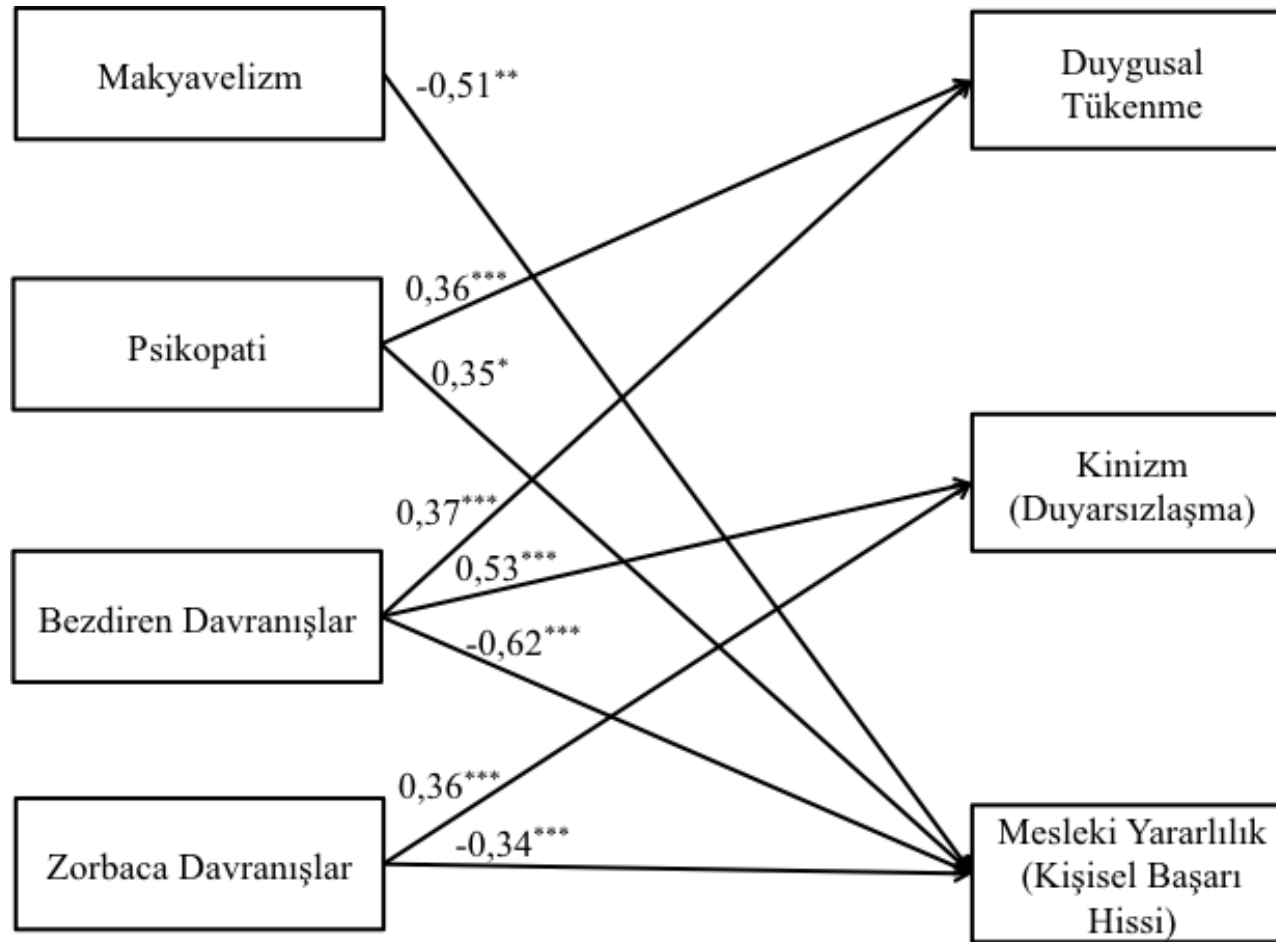 Makyavelizm
-0,51**
Duygusal
Tükenme
Psikopati
0,36***
0,35*
Kinizm
(Duyarsızlaşma)
Bezdiren Davranışlar
0,37***
0,53***
-0,62***
Zorbaca Davranışlar
0,36***
-0,34***
Mesleki Yararlılık
(Kişisel Başarı
Hissi)